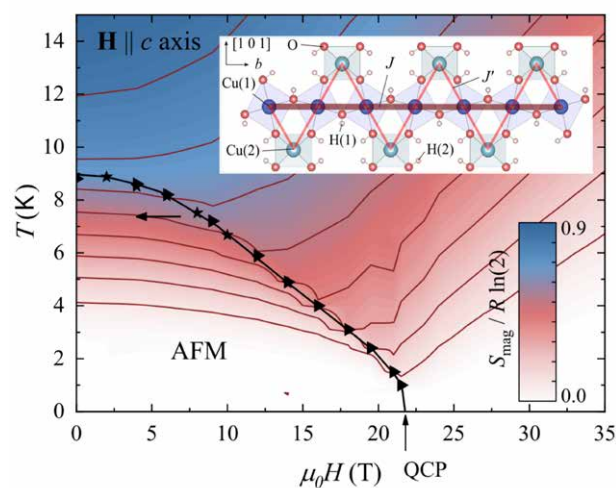 H || c axis
[1 0 1]
b
O
Cu(1)
J
J'
H(1)
Cu(2)
H(2)
T (K)
14
12
10
8
6
4
2
0
AFM
0.9
S_mag / R ln(2)
0.0
0 5 10 15 20 25 30 35
μ₀H (T)
QCP